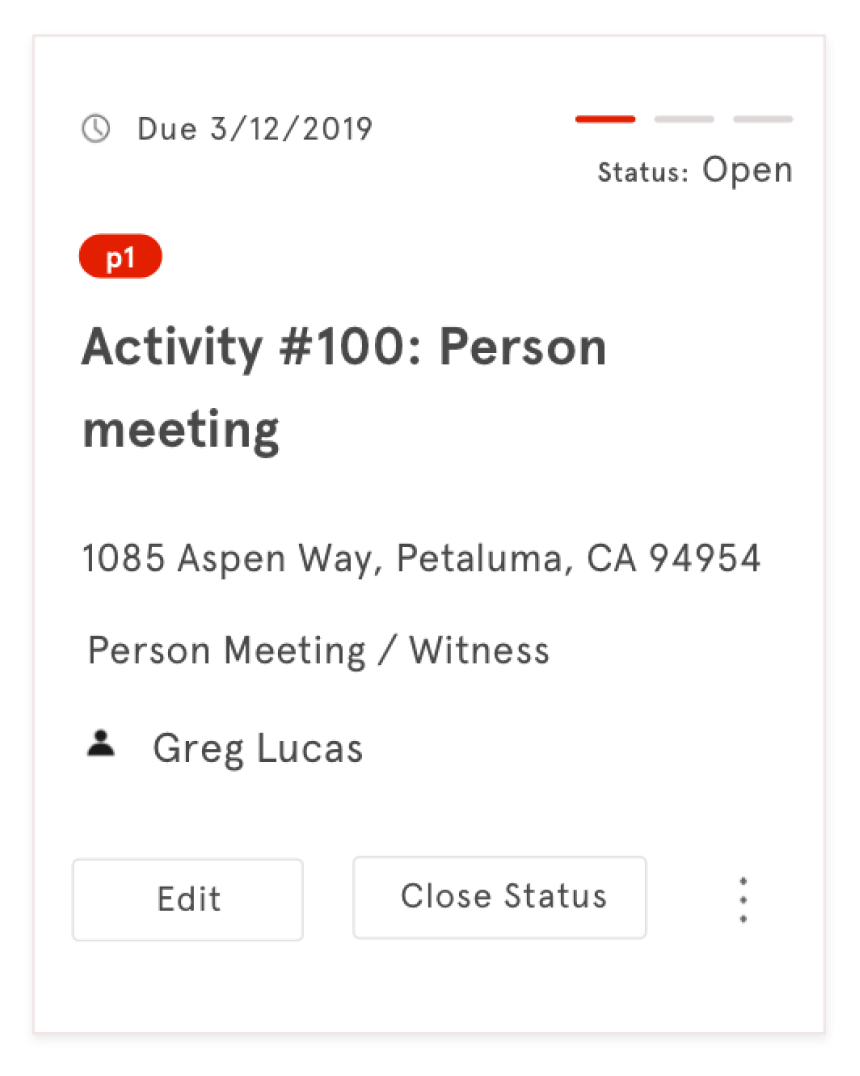 Due 3/12/2019
Status: Open
p1
Activity #100: Person
meeting
1085 Aspen Way, Petaluma, CA 94954
Person Meeting / Witness
Greg Lucas
Edit
Close Status